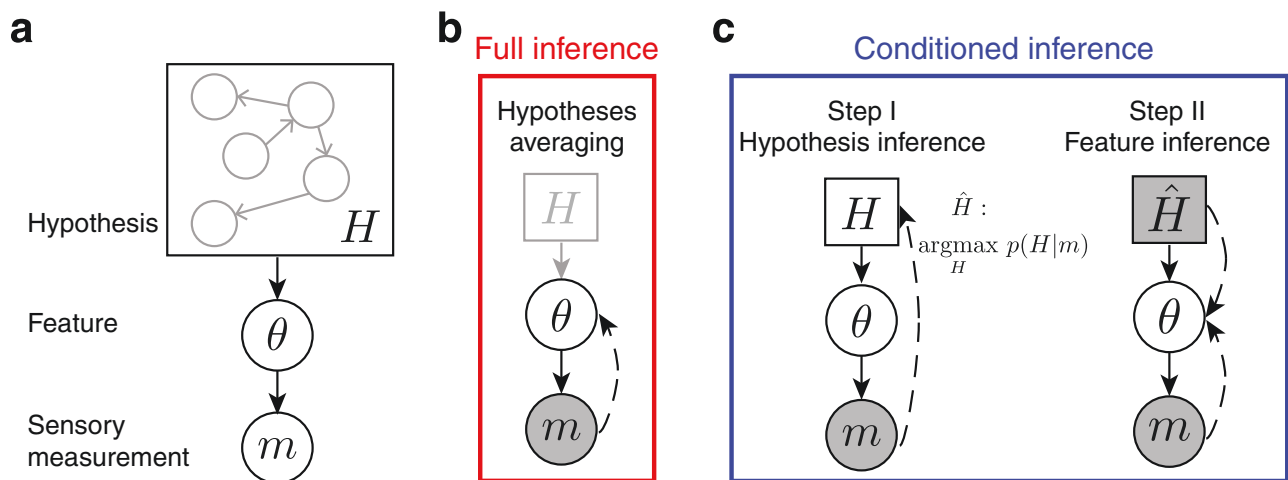 a
Hypothesis
H
Feature
θ
Sensory
measurement
m
b
Full inference
Hypotheses
averaging
H
θ
m
c
Conditioned inference
Step I
Hypothesis inference
H
Ĥ :
argmax p(H|m)
H
θ
m
Step II
Feature inference
Ĥ
θ
m